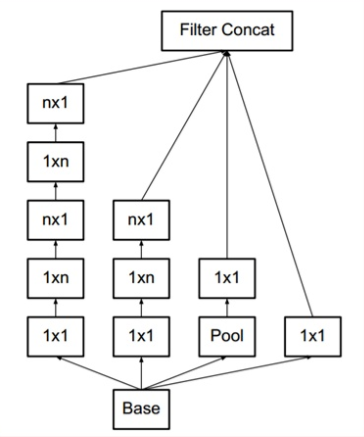 Filter Concat
nx1
1xn
nx1
nx1
1xn
1xn
1x1
1x1
1x1
Pool
1x1
Base